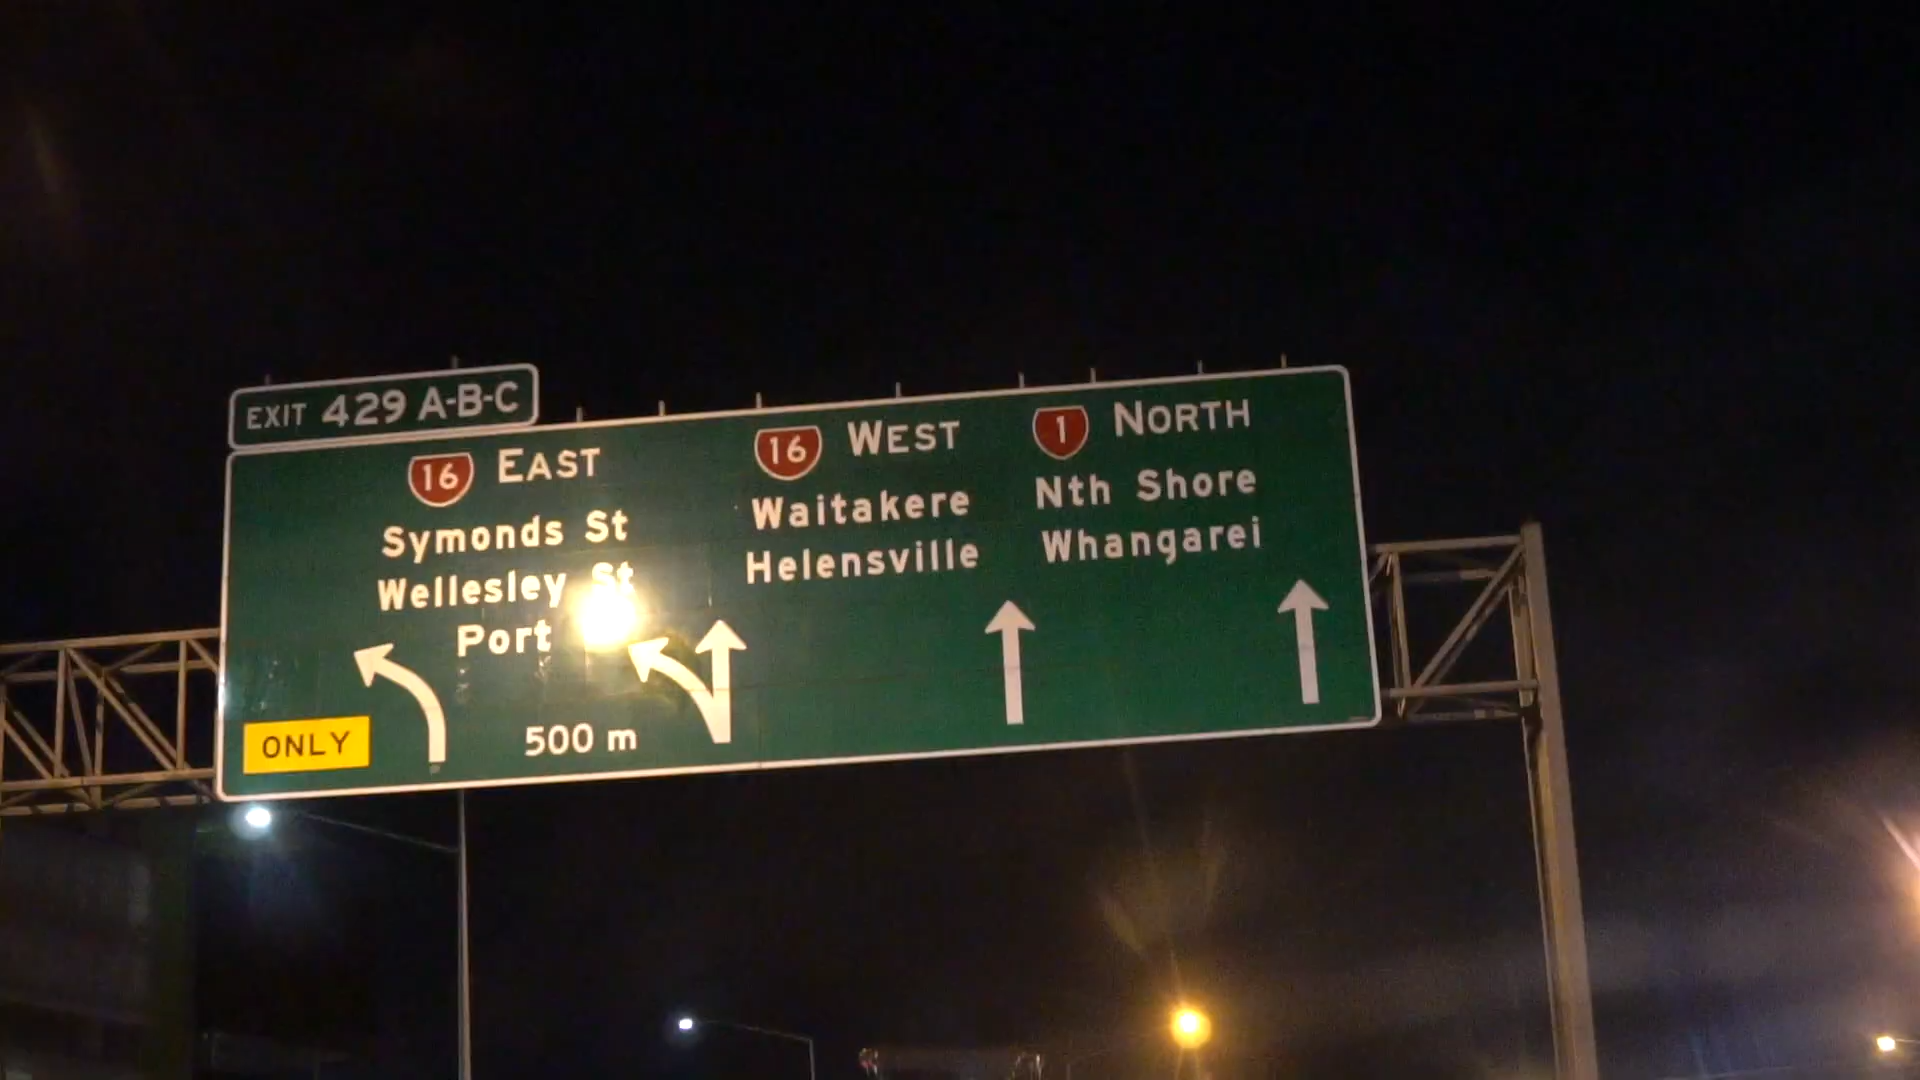 EXIT 429 A-B-C
16 EAST
Symonds St
Wellesley St
Port
ONLY
500 m
16 WEST
Waitakere
Helensville
1 NORTH
Nth Shore
Whangarei